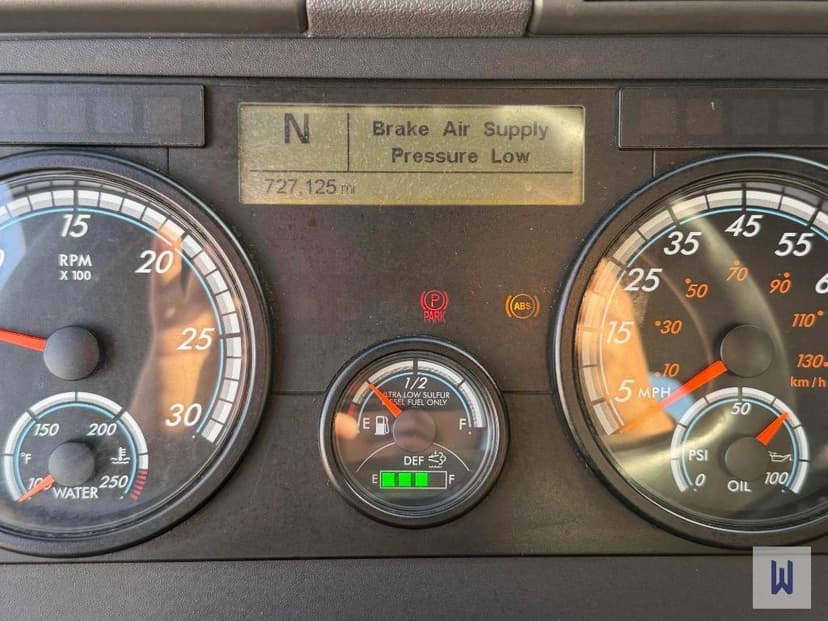 N
Brake Air Supply
Pressure Low
727,125 mi
15
20
25
30
RPM
X 100
°F
100
150
200
250
WATER
PARK
ABS
1/2
ULTRA LOW SULFUR
DIESEL FUEL ONLY
E
F
DEF
E
F
5
15
25
35
45
55
MPH
10
30
50
70
90
110
130
km/h
0
50
100
PSI
OIL
W